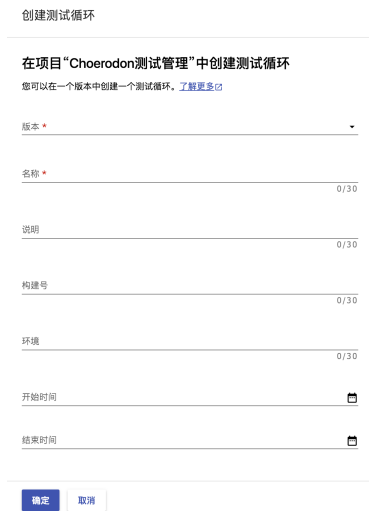 创建测试循环
在项目“Choerodon测试管理”中创建测试循环
您可以在一个版本中创建一个测试循环。了解更多
版本 *
名称 *
0/30
说明
0/30
构建号
0/30
环境
0/30
开始时间
结束时间
确定 取消